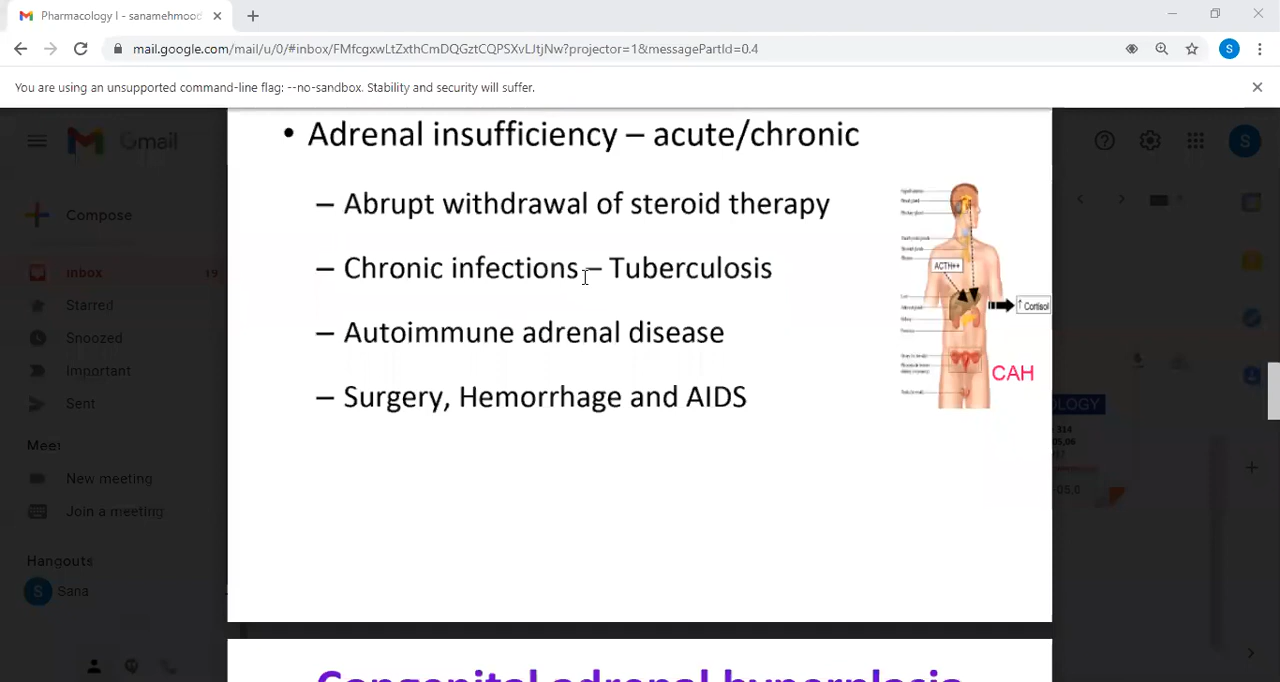 Pharmacology I - sanamehmood
mail.google.com/mail/u/0/#inbox/FMfcgxwLtZxthCmDQGztCQPSXvLJtjNw?projector=1&messagePartId=0.4
S
You are using an unsupported command-line flag: --no-sandbox. Stability and security will suffer.
Gmail
S
Compose
Inbox 19
Starred
Snoozed
Important
Sent
Meet
New meeting
Join a meeting
Hangouts
S Sana
• Adrenal insufficiency – acute/chronic
– Abrupt withdrawal of steroid therapy
– Chronic infections – Tuberculosis
– Autoimmune adrenal disease
– Surgery, Hemorrhage and AIDS
ACTH++
↑ Cortisol
CAH
OLOGY
314
Congenital adrenal hyperplasia